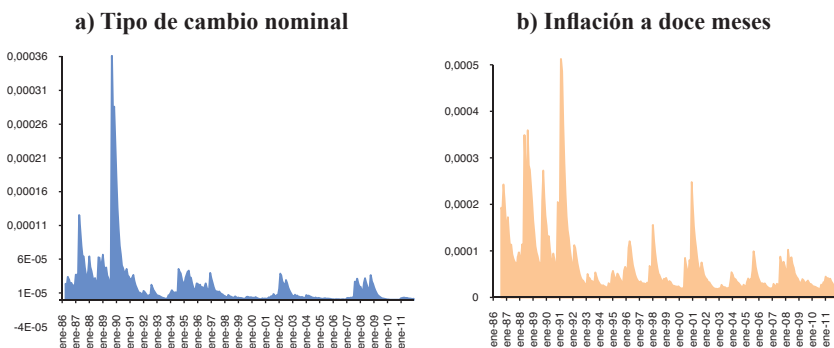 a) Tipo de cambio nominal
0,00036
0,00031
0,00026
0,00021
0,00016
0,00011
6E-05
1E-05
-4E-05
ene-86
ene-87
ene-88
ene-89
ene-90
ene-91
ene-92
ene-93
ene-94
ene-95
ene-96
ene-97
ene-98
ene-99
ene-00
ene-01
ene-02
ene-03
ene-04
ene-05
ene-06
ene-07
ene-08
ene-09
ene-10
ene-11
b) Inflación a doce meses
0,0005
0,0004
0,0003
0,0002
0,0001
0
ene-86
ene-87
ene-88
ene-89
ene-90
ene-91
ene-92
ene-93
ene-94
ene-95
ene-96
ene-97
ene-98
ene-99
ene-00
ene-01
ene-02
ene-03
ene-04
ene-05
ene-06
ene-07
ene-08
ene-09
ene-10
ene-11